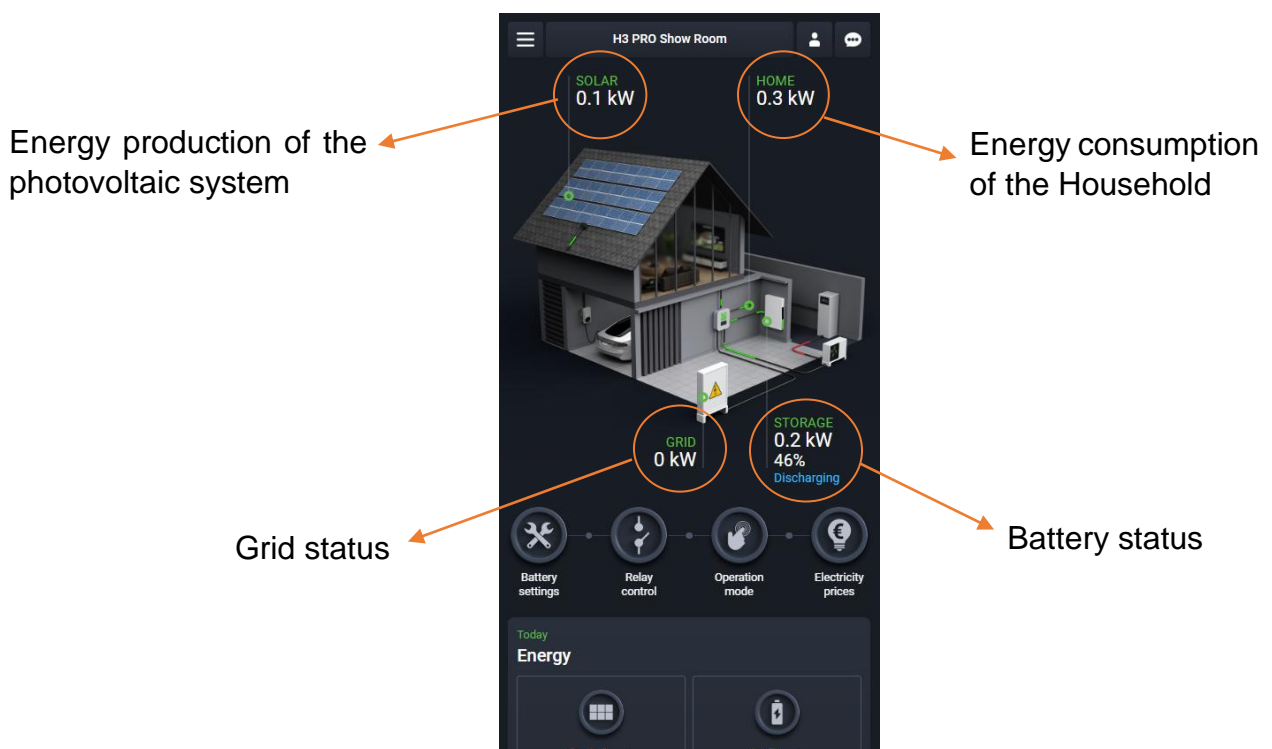 H3 PRO Show Room
SOLAR
0.1 kW
HOME
0.3 kW
Energy production of the
photovoltaic system
Energy consumption
of the Household
GRID
0 kW
STORAGE
0.2 kW
46%
Discharging
Grid status
Battery status
Battery
settings
Relay
control
Operation
mode
€
Electricity
prices
Today
Energy